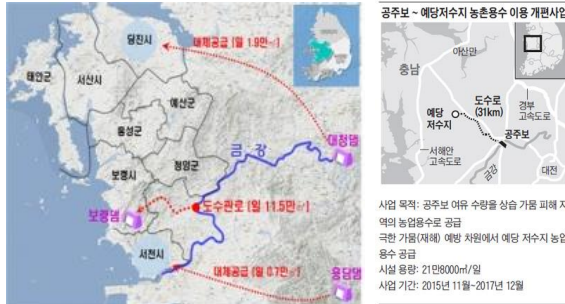 당진시
대체공급 (일 1.9만㎥)
태안군
서산시
예산군
홍성군
청양군
보령시
금강
대청댐
보령댐
도수관로 (일 11.5만㎥)
서천시
대체공급 (일 0.7만㎥)
용담댐
공주보 ~ 예당저수지 농촌용수 이용 개편사업
아산만
충남
도수로
(31km)
경부
고속도로
예당
저수지
공주보
서해안
고속도로
금강
대전
사업 목적: 공주보 여유 수량을 상습 가뭄 피해 지
역의 농업용수로 공급
극한 가뭄(재해) 예방 차원에서 예당 저수지 농업
용수 공급
시설 용량: 21만8000㎥/일
사업 기간: 2015년 11월~2017년 12월